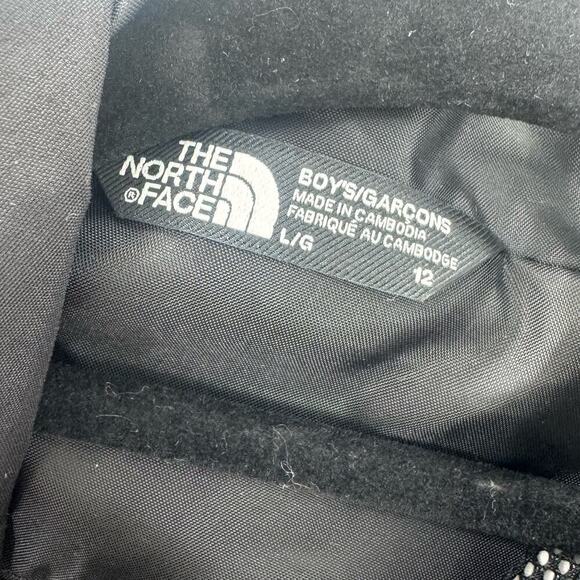 THE
NORTH
® FACE
L/G
BOY'S/GARÇONS
MADE IN CAMBODIA
FABRIQUÉ AU CAMBODGE
12